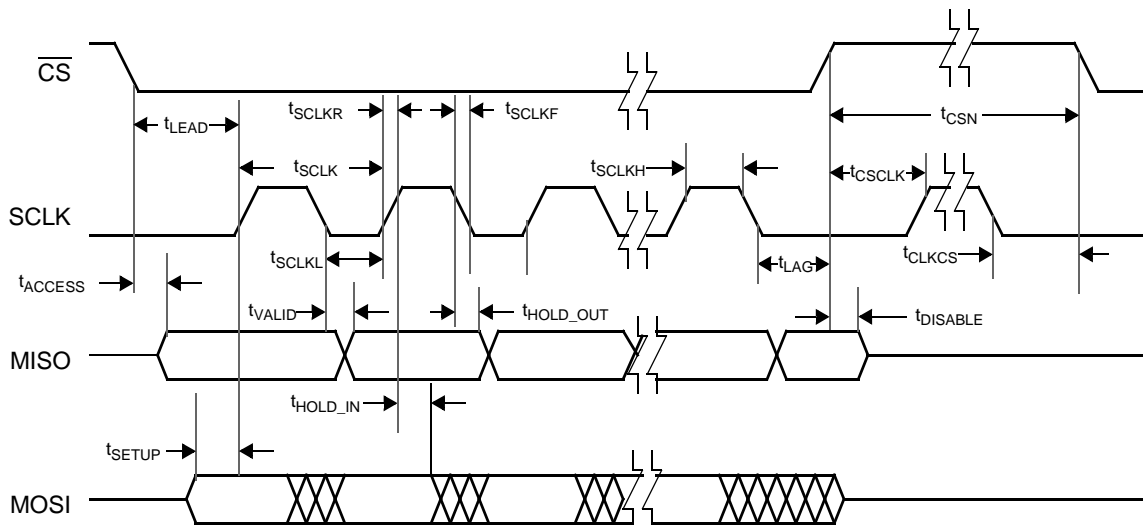 CS
tSCLKR
tSCLKF
tLEAD
tCSN
tSCLK
tSCLKH
tCSCLK
SCLK
tSCLKL
tLAG
tCLKCS
tACCESS
tVALID
tHOLD_OUT
tDISABLE
MISO
tHOLD_IN
tSETUP
MOSI